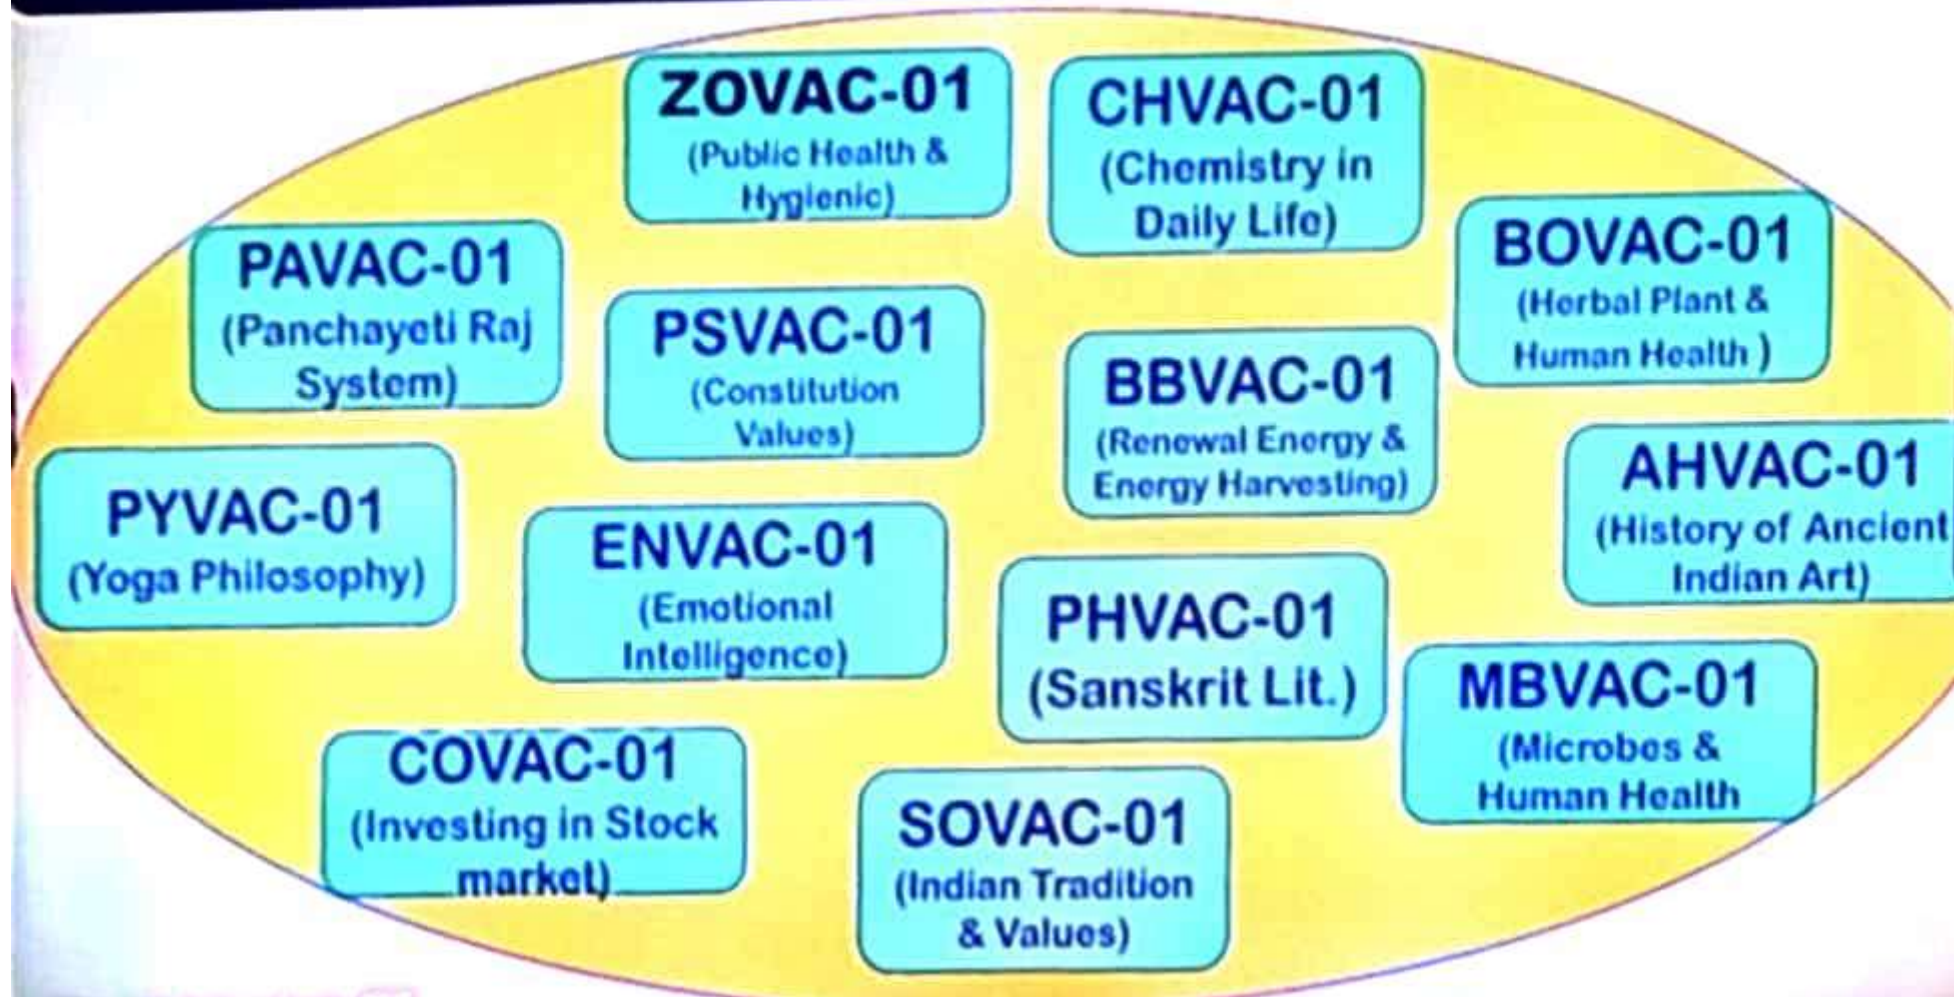 ZOVAC-01
(Public Health &
Hygienic)
CHVAC-01
(Chemistry in
Daily Life)
BOVAC-01
(Herbal Plant &
Human Health )
PAVAC-01
(Panchayeti Raj
System)
PSVAC-01
(Constitution
Values)
BBVAC-01
(Renewal Energy &
Energy Harvesting)
AHVAC-01
(History of Ancient
Indian Art)
PYVAC-01
(Yoga Philosophy)
ENVAC-01
(Emotional
Intelligence)
PHVAC-01
(Sanskrit Lit.)
MBVAC-01
(Microbes &
Human Health
COVAC-01
(Investing in Stock
market)
SOVAC-01
(Indian Tradition
& Values)